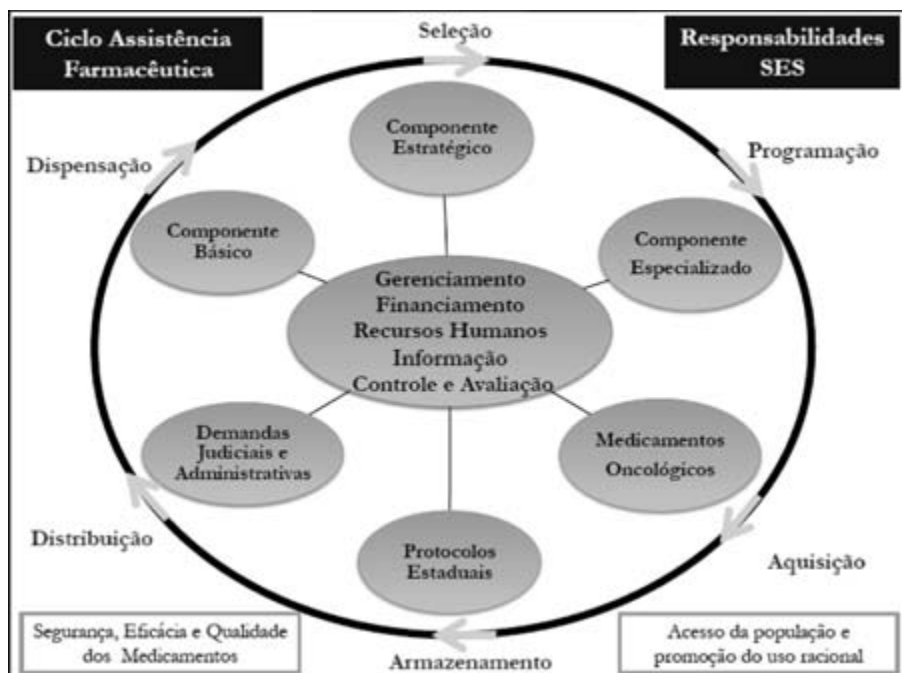 Ciclo Assistência
Farmacêutica
Seleção
Responsabilidades
SES
Componente
Estratégico
Dispensação
Programação
Componente
Básico
Componente
Especializado
Gerenciamento
Financiamento
Recursos Humanos
Informação
Controle e Avaliação
Demandas
Judiciais e
Administrativas
Medicamentos
Oncológicos
Distribuição
Protocolos
Estaduais
Aquisição
Segurança, Eficácia e Qualidade
dos Medicamentos
Armazenamento
Acesso da população e
promoção do uso racional